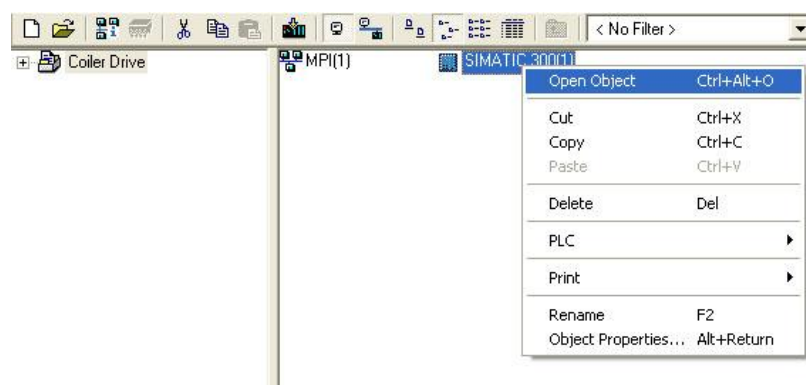 < No Filter >
Coiler Drive
MPI(1)
SIMATIC 300(1)
Open Object Ctrl+Alt+O
Cut Ctrl+X
Copy Ctrl+C
Paste Ctrl+V
Delete Del
PLC
Print
Rename F2
Object Properties... Alt+Return